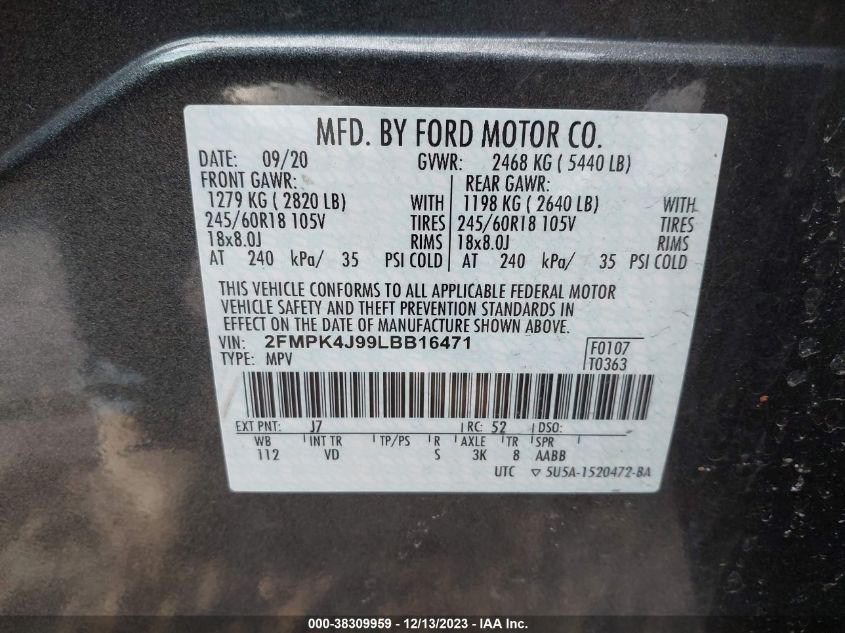 MFD. BY FORD MOTOR CO.
DATE: 09/20 GVWR: 2468 KG ( 5440 LB)
FRONT GAWR: REAR GAWR:
1279 KG ( 2820 LB) WITH 1198 KG ( 2640 LB) WITH
245/60R18 105V TIRES 245/60R18 105V TIRES
18x8.0J RIMS 18x8.0J RIMS
AT 240 kPa/ 35 PSI COLD AT 240 kPa/ 35 PSI COLD
THIS VEHICLE CONFORMS TO ALL APPLICABLE FEDERAL MOTOR
VEHICLE SAFETY AND THEFT PREVENTION STANDARDS IN
EFFECT ON THE DATE OF MANUFACTURE SHOWN ABOVE.
VIN: 2FMPK4J99LBB16471 F0107
TYPE: MPV T0363
EXT PNT: J7 RC: 52 DSO:
WB INT TR TP/PS R AXLE TR SPR
112 VD S 3K 8 AABB
UTC ▽ 5U5A-1520472-BA
000-38309959 - 12/13/2023 - IAA Inc.